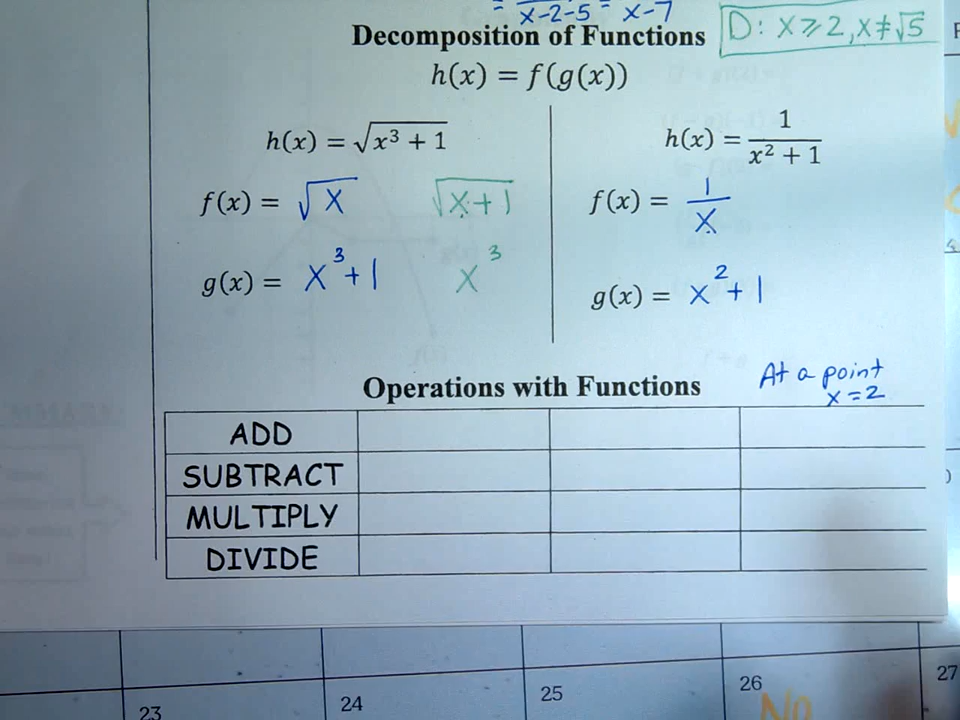 = x-2-5 = x-7
Decomposition of Functions
D: x ≥ 2, x ≠ √5
h(x) = f(g(x))
h(x) = √(x³ + 1)
f(x) = √x √(x+1)
g(x) = x³+1 x³
h(x) = 1/(x² + 1)
f(x) = 1/x
g(x) = x²+1
Operations with Functions
At a point
x=2
ADD
SUBTRACT
MULTIPLY
DIVIDE
23
24
25
26
27
No